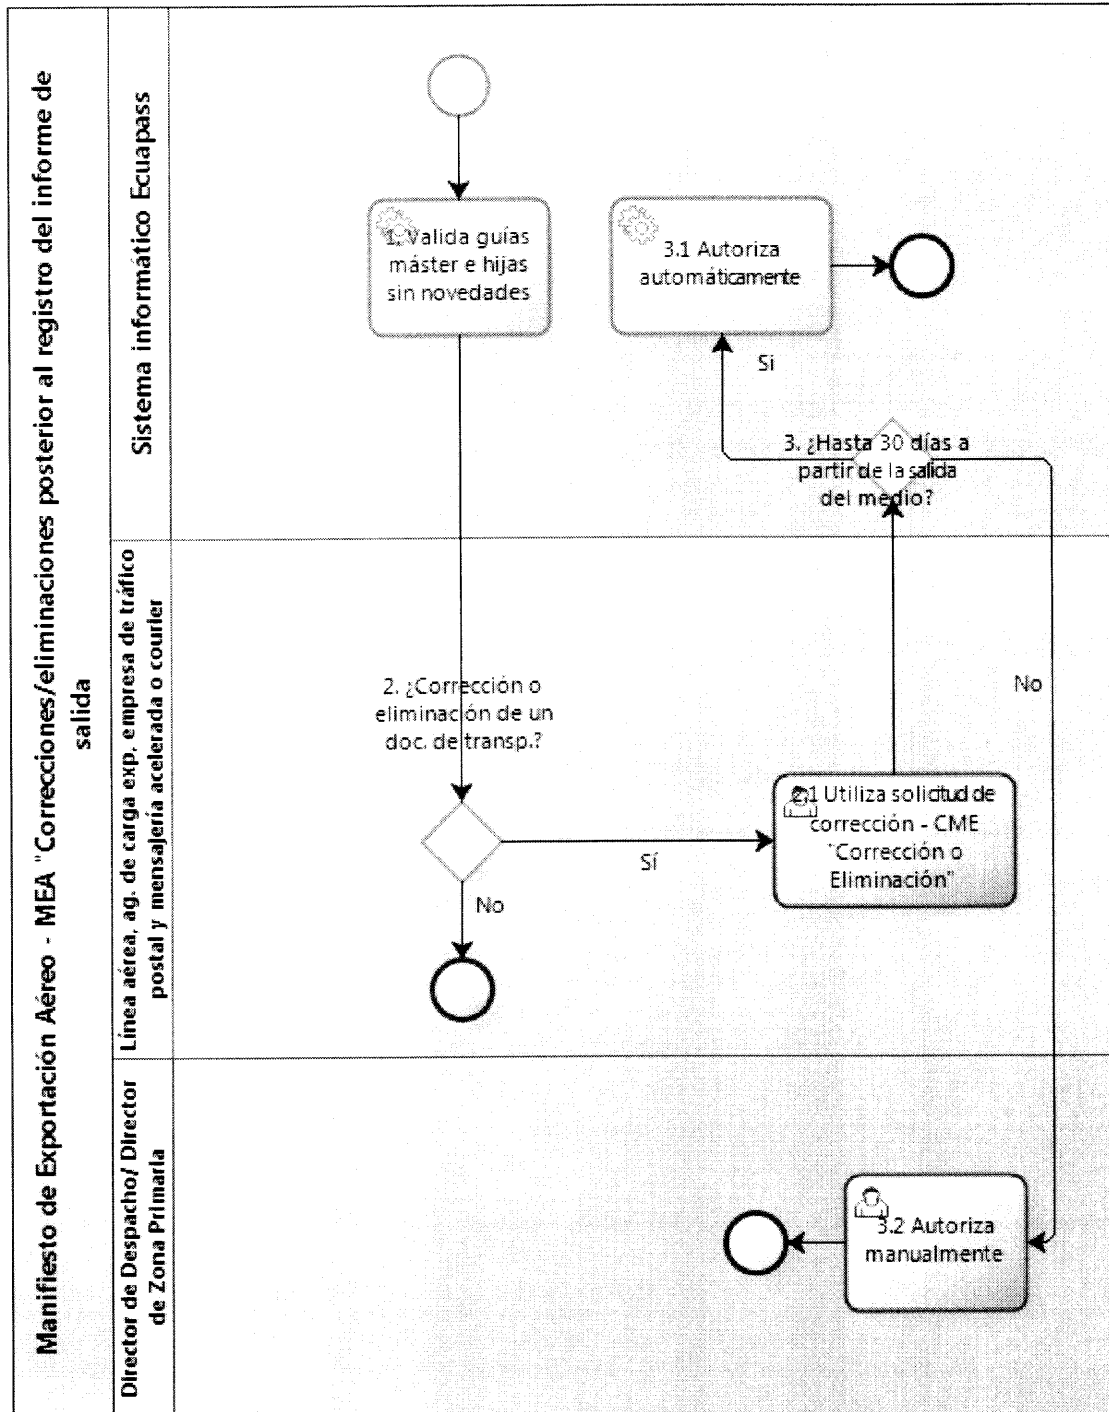 Manifiesto de Exportación Aéreo - MEA "Correcciones/eliminaciones posterior al registro del informe de
salida
Sistema informático Ecuapass
1. Valida guías
máster e hijas
sin novedades
3.1 Autoriza
automáticamente
Si
3. ¿Hasta 30 días a
partir de la salida
del medio?
No
Línea aérea, ag. de carga exp, empresa de tráfico
postal y mensajería acelerada o courier
2. ¿Corrección o
eliminación de un
doc. de transp.?
Sí
No
2.1 Utiliza solicitud de
corrección - CME
"Corrección o
Eliminación"
Director de Despacho/ Director
de Zona Primaria
3.2 Autoriza
manualmente